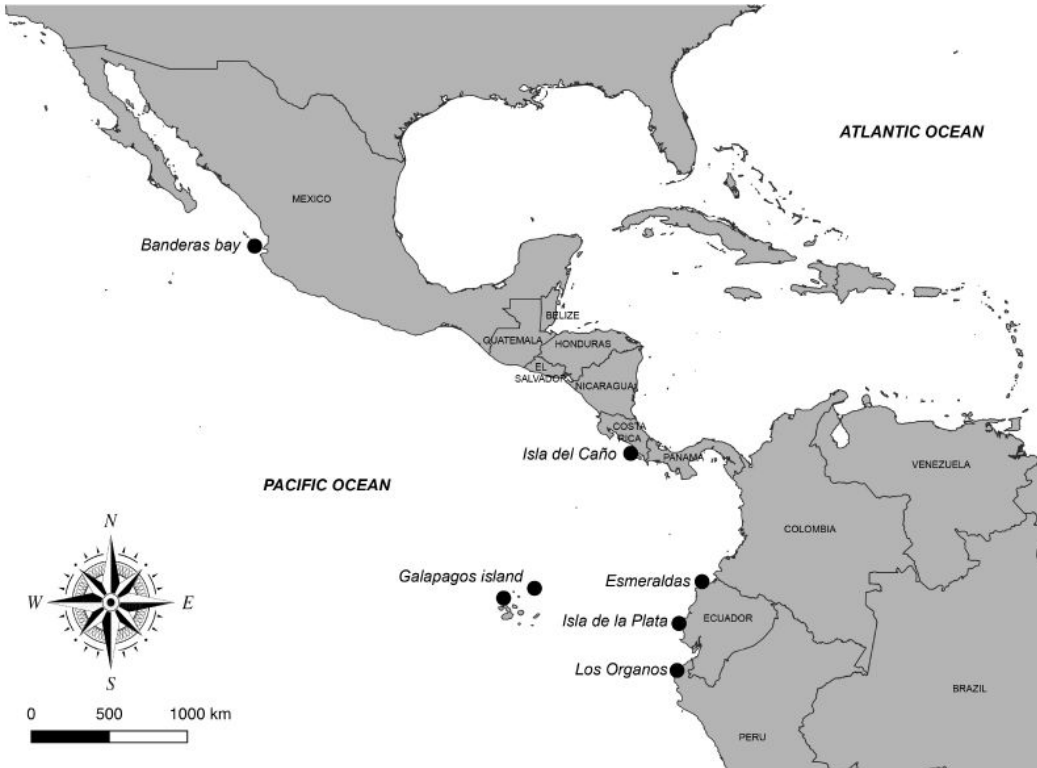 ATLANTIC OCEAN
MEXICO
Banderas bay
BELIZE
GUATEMALA
HONDURAS
EL
SALVADOR
NICARAGUA
COSTA
RICA
Isla del Caño
PANAMA
VENEZUELA
PACIFIC OCEAN
COLOMBIA
N
W
E
S
Galapagos island
Esmeraldas
Isla de la Plata
ECUADOR
Los Organos
BRAZIL
PERU
0
500
1000 km